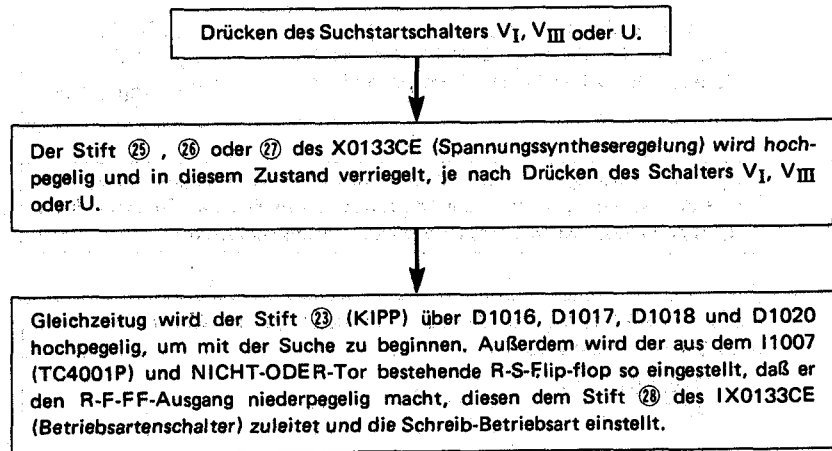 Drücken des Suchstartschalters VI, VIII oder U.
Der Stift ㉕ , ㉖ oder ㉗ des X0133CE (Spannungssyntheseregelung) wird hoch-
pegelig und in diesem Zustand verriegelt, je nach Drücken des Schalters VI, VIII
oder U.
Gleichzeitug wird der Stift ㉓ (KIPP) über D1016, D1017, D1018 und D1020
hochpegelig, um mit der Suche zu beginnen. Außerdem wird der aus dem I1007
(TC4001P) und NICHT-ODER-Tor bestehende R-S-Flip-flop so eingestellt, daß er
den R-F-FF-Ausgang niederpegelig macht, diesen dem Stift ㉘ des IX0133CE
(Betriebsartenschalter) zuleitet und die Schreib-Betriebsart einstellt.